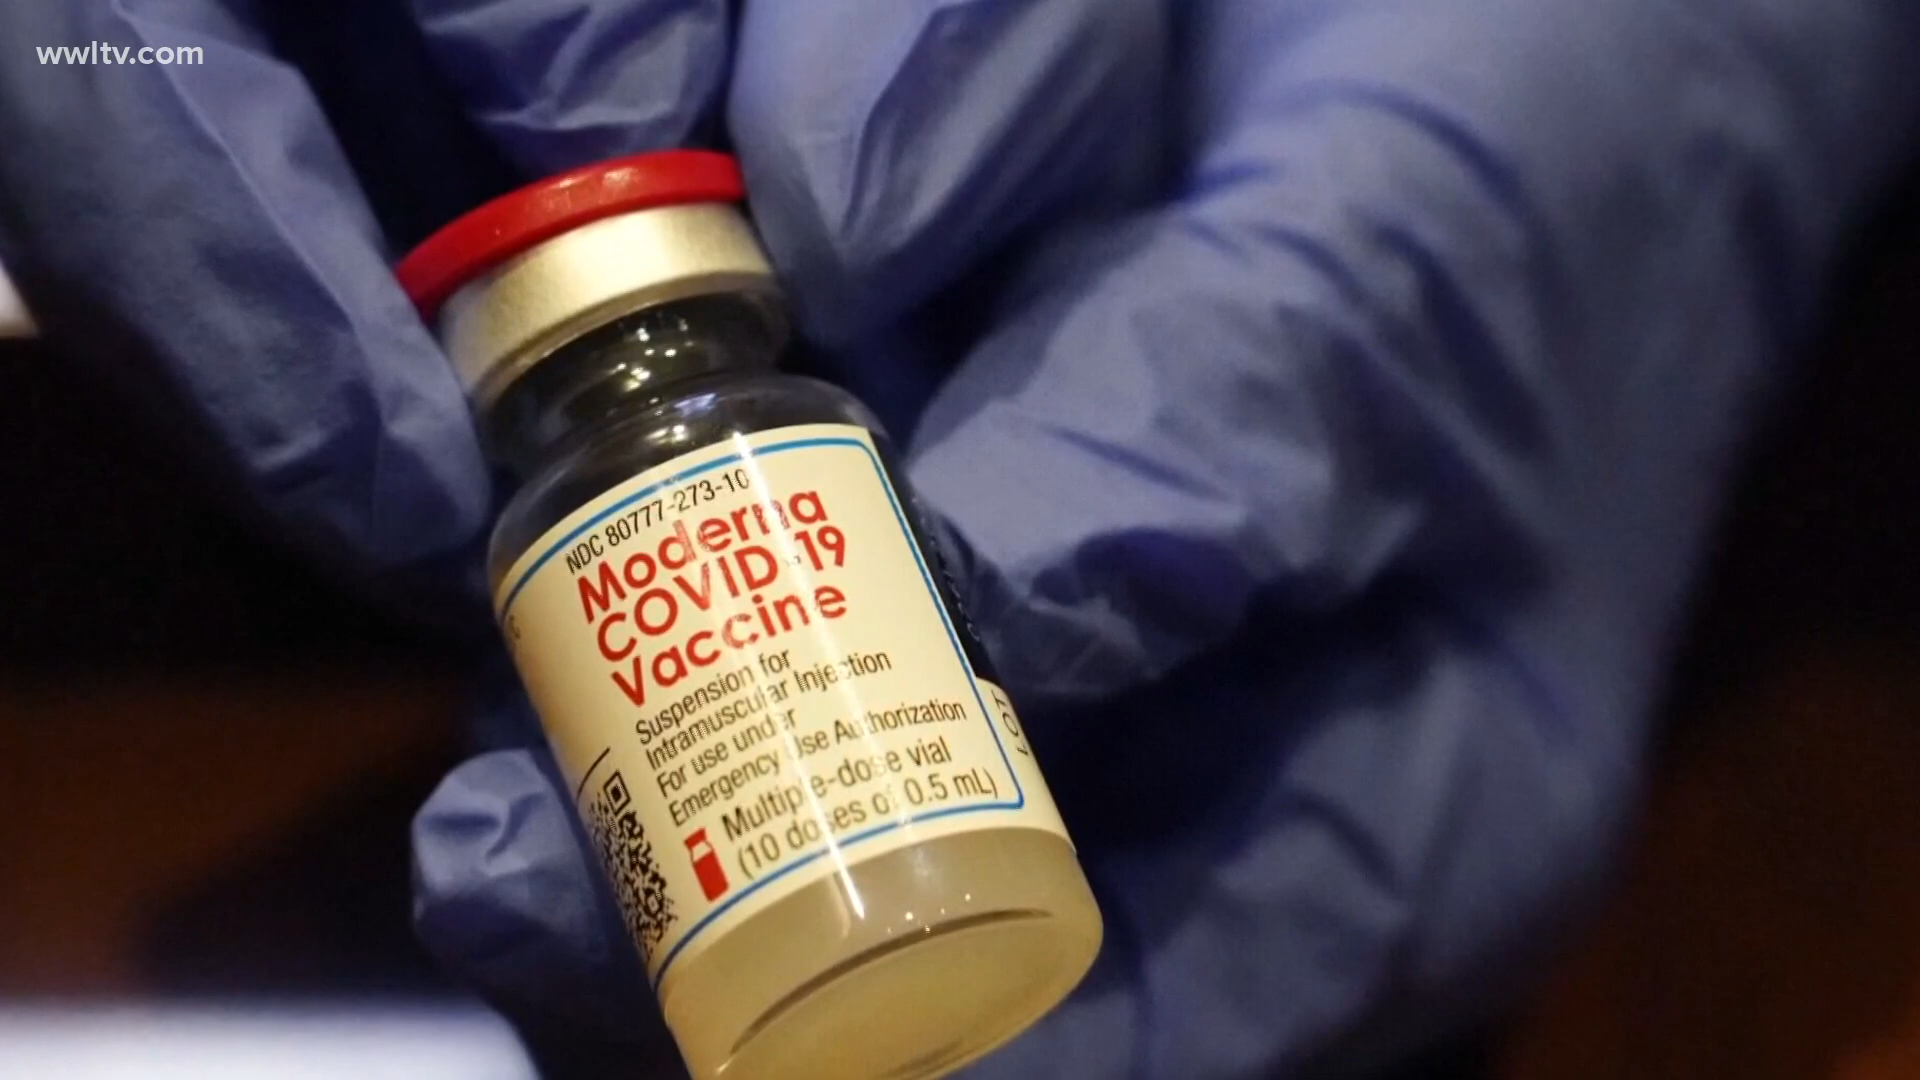 wwltv.com
NDC 80777-273-10
Moderna
COVID-19
Vaccine
Suspension for
Intramuscular Injection
For use under
Emergency Use Authorization
Multiple-dose vial
(10 doses of 0.5 mL)
LOT